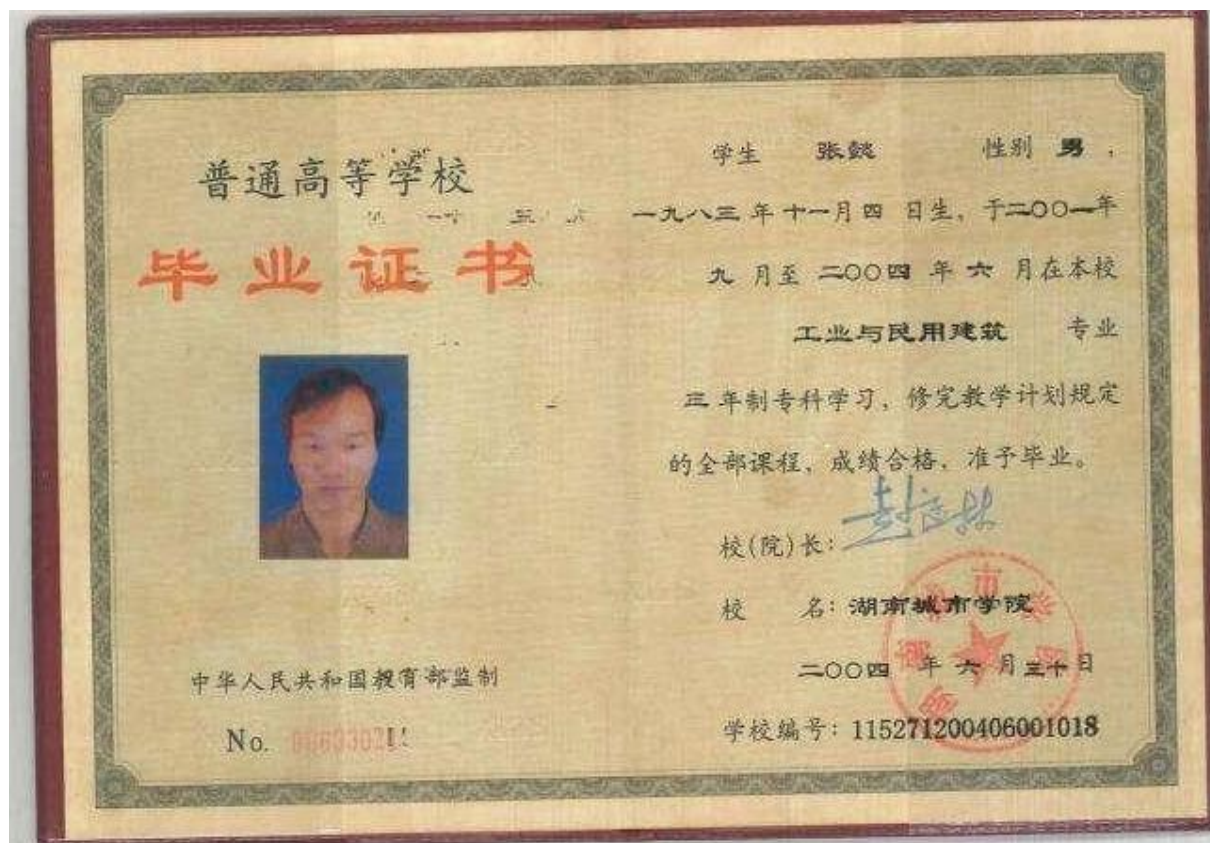 普通高等学校
毕业证书
中华人民共和国教育部监制
No.
学生 张懿 性别 男，
一九八三年十一月四日生，于二〇〇一年
九月至二〇〇四年六月在本校
工业与民用建筑 专业
三年制专科学习，修完教学计划规定
的全部课程，成绩合格，准予毕业。
校(院)长：
校 名：湖南城市学院
二〇〇四年六月三十日
学校编号：115271200406001018